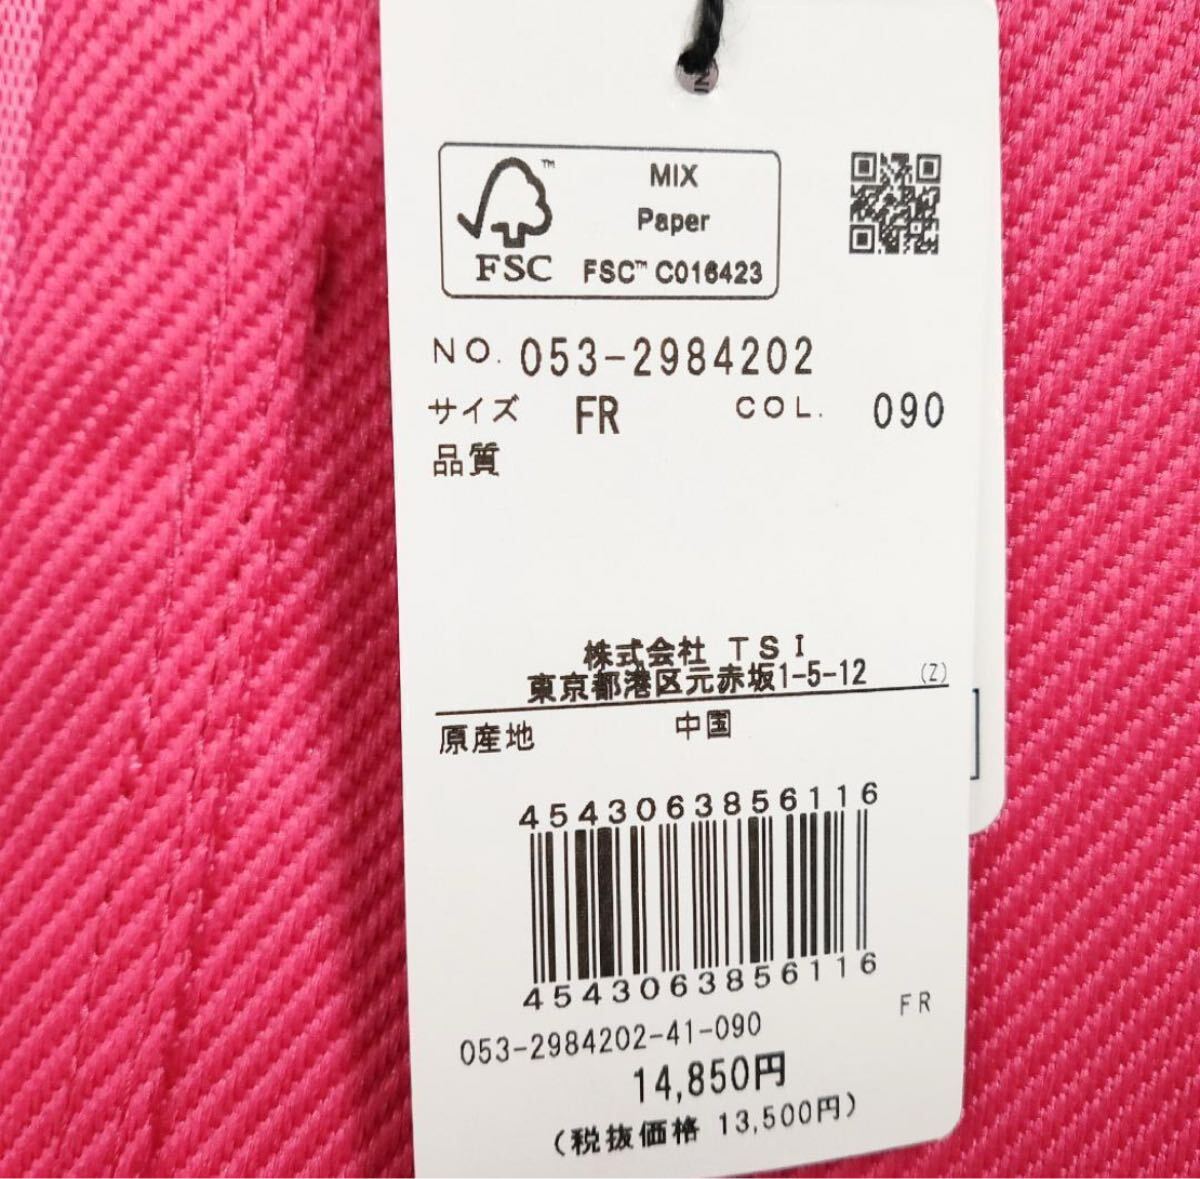 MIX
Paper
FSC™ C016423
FSC
NO. 053-2984202
サイズ FR COL. 090
品質
株式会社 TSI
東京都港区元赤坂1-5-12 (Z)
原産地 中国
4543063856116
4543063856116
FR
053-2984202-41-090
14,850円
(税抜価格 13,500円)